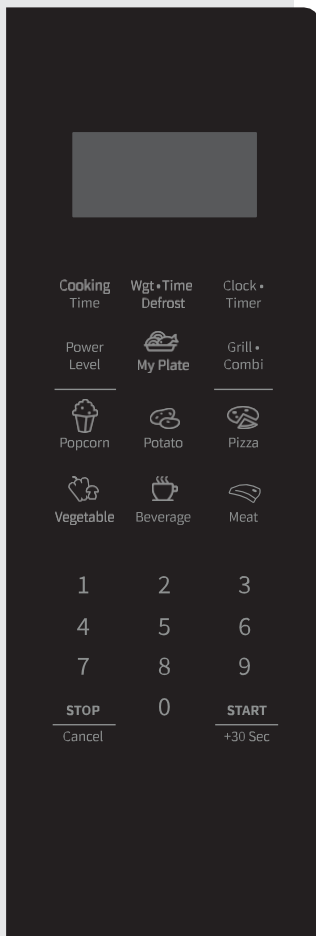 Cooking Wgt•Time Clock•
Time Defrost Timer
Power My Plate Grill•
Level Combi
Popcorn Potato Pizza
Vegetable Beverage Meat
1 2 3
4 5 6
7 8 9
STOP 0 START
Cancel +30 Sec